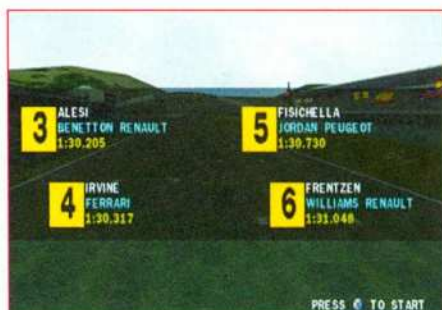 3
ALESI
BENETTON RENAULT
1:30.205
5
FISICHELLA
JORDAN PEUGEOT
1:30.730
4
IRVINE
FERRARI
1:30.317
6
FRENTZEN
WILLIAMS RENAULT
1:31.046
PRESS TO START